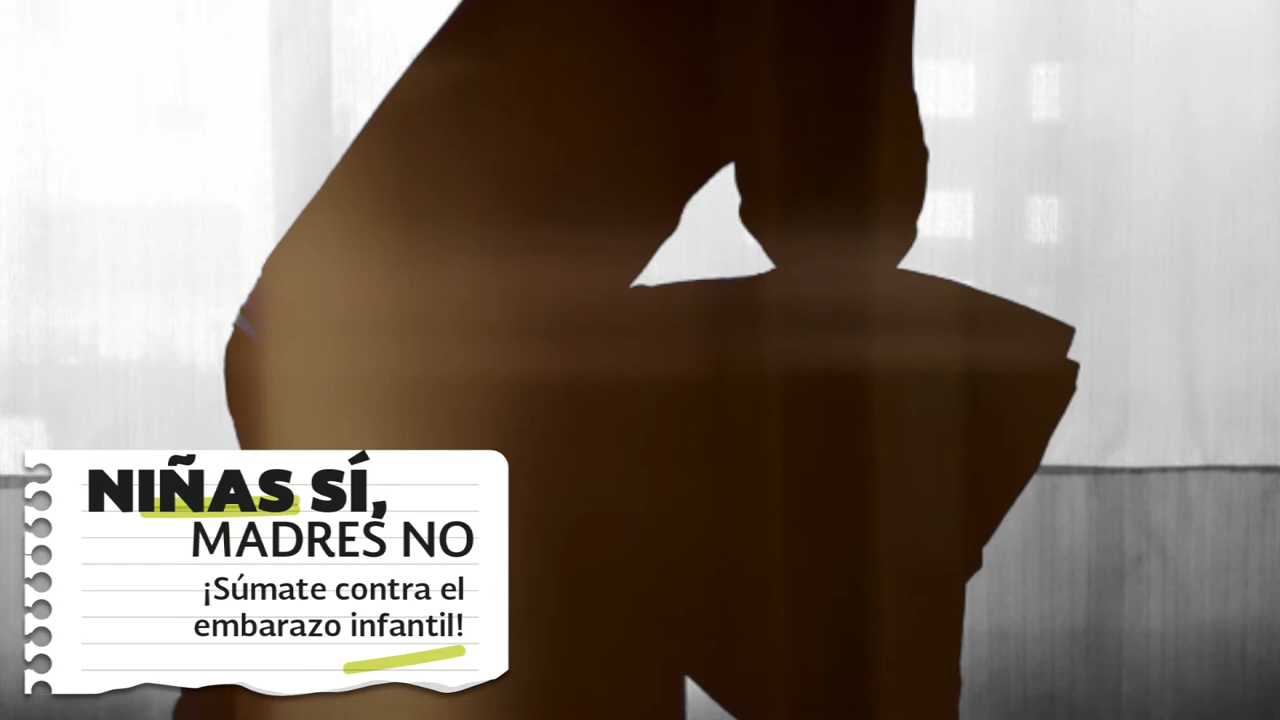 NIÑAS SÍ,
MADRES NO
¡Súmate contra el
embarazo infantil!